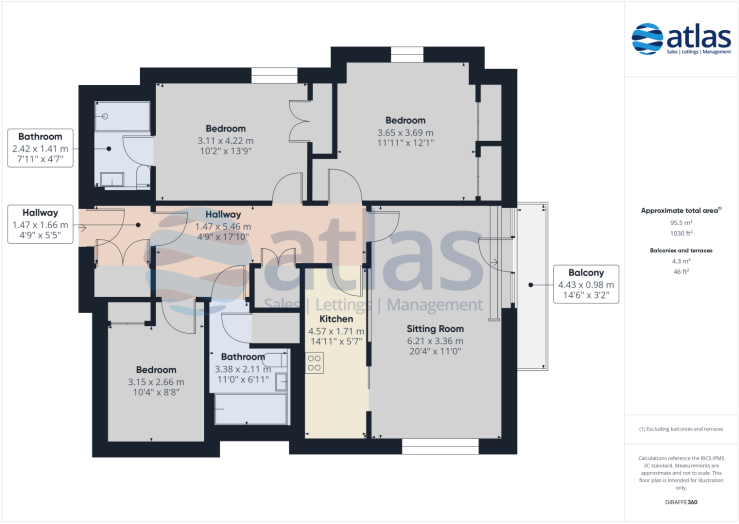 Bathroom
2.42 x 1.41 m
7'11" x 4'7"
Bedroom
3.11 x 4.22 m
10'2" x 13'9"
Bedroom
3.65 x 3.69 m
11'11" x 12'1"
Hallway
1.47 x 1.66 m
4'9" x 5'5"
Hallway
1.47 x 5.46 m
4'9" x 17'10"
atlas
Sales | Lettings | Management
Balcony
4.43 x 0.98 m
14'6" x 3'2"
Kitchen
4.57 x 1.71 m
14'11" x 5'7"
Sitting Room
6.21 x 3.36 m
20'4" x 11'0"
Bedroom
3.15 x 2.66 m
10'4" x 8'8"
Bathroom
3.38 x 2.11 m
11'0" x 6'11"
atlas
Sales | Lettings | Management
Approximate total area(1)
95.5 m²
1030 ft²
Balconies and terraces
4.3 m²
46 ft²
(1) Excluding balconies and terraces
Calculations reference the RICS IPMS
3C standard. Measurements are
approximate and not to scale. This
floor plan is intended for illustration
only.
GIRAFFE360